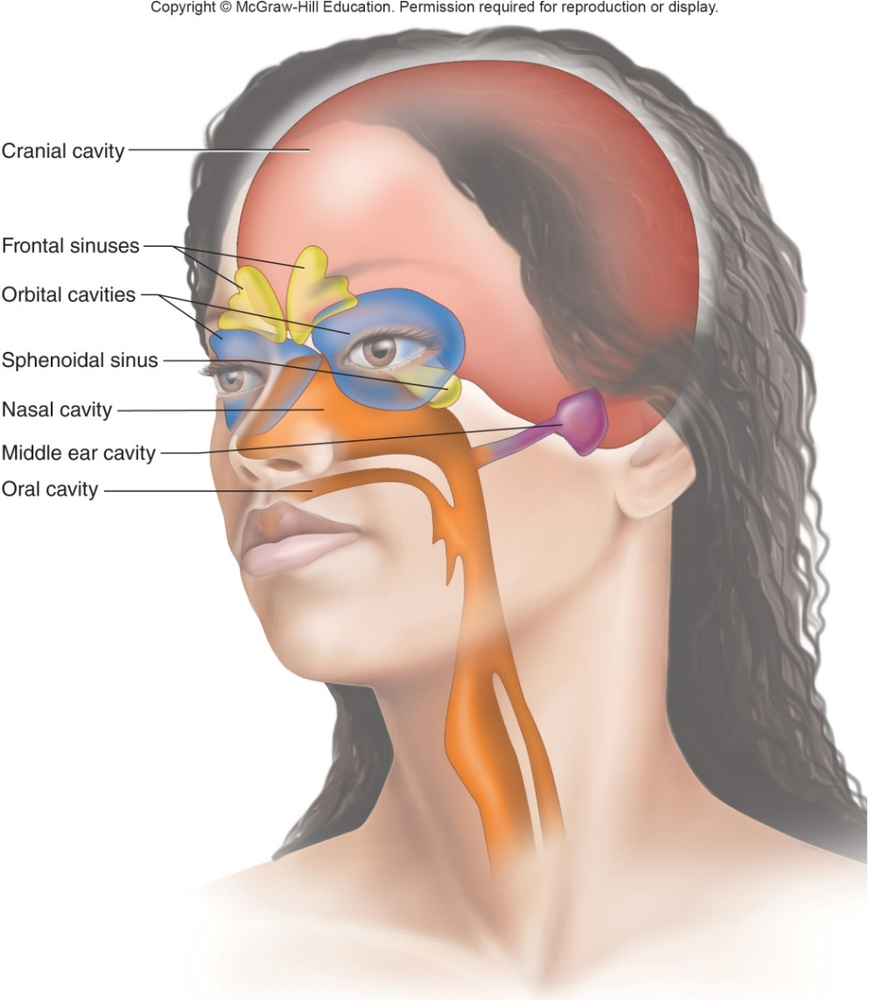 Copyright © McGraw-Hill Education. Permission required for reproduction or display.
Cranial cavity
Frontal sinuses
Orbital cavities
Sphenoidal sinus
Nasal cavity
Middle ear cavity
Oral cavity